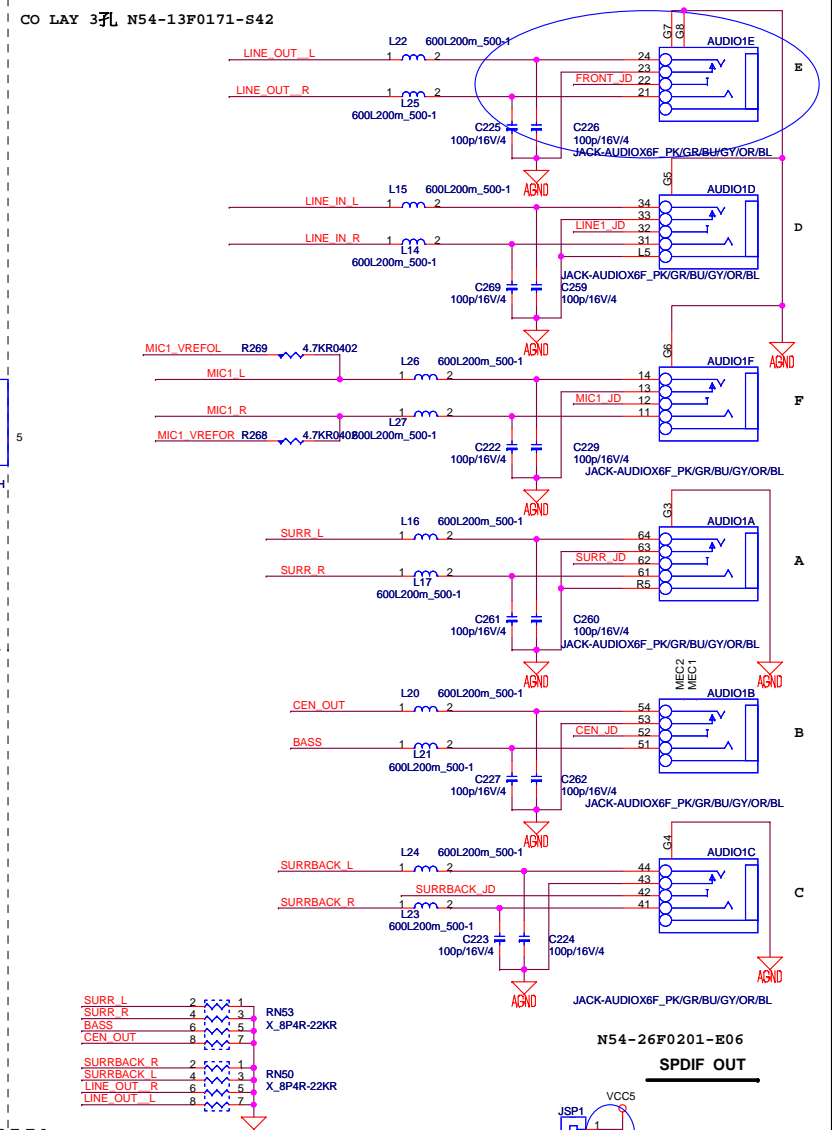 CO LAY 3孔 N54-13F0171-S42
G7
G8
L22 600L200m_500-1
AUDIO1E
LINE_OUT__L 1 2 24
23
E
FRONT_JD 22
LINE_OUT__R 1 2 21
L25
600L200m_500-1
C225 C226
100p/16V/4 100p/16V/4
JACK-AUDIOX6F_PK/GR/BU/GY/OR/BL
AGND
G5
L15 600L200m_500-1
AUDIO1D
LINE_IN_L 1 2 34
33
LINE1_JD 32
D
LINE_IN_R 1 2 31
L14 L5
600L200m_500-1
JACK-AUDIOX6F_PK/GR/BU/GY/OR/BL
C269 C259
100p/16V/4 100p/16V/4
AGND
AGND
G6
MIC1_VREFOL R269 4.7KR0402
L26 600L200m_500-1
AUDIO1F
MIC1_L 1 2 14
13
MIC1_JD 12
F
MIC1_R 1 2 11
L27
MIC1_VREFOR R268 4.7KR0402 600L200m_500-1
5
C222 C229
100p/16V/4 100p/16V/4
JACK-AUDIOX6F_PK/GR/BU/GY/OR/BL
H
AGND
G3
L16 600L200m_500-1
AUDIO1A
SURR_L 1 2 64
63
SURR_JD 62
A
SURR_R 1 2 61
L17 R5
600L200m_500-1
C261 C260
100p/16V/4 100p/16V/4
JACK-AUDIOX6F_PK/GR/BU/GY/OR/BL
AGND
AGND
MEC2
MEC1
L20 600L200m_500-1
AUDIO1B
CEN_OUT 1 2 54
53
CEN_JD 52
B
BASS 1 2 51
L21
600L200m_500-1
C227 C262
100p/16V/4 100p/16V/4
JACK-AUDIOX6F_PK/GR/BU/GY/OR/BL
AGND
G4
L24 600L200m_500-1
AUDIO1C
SURRBACK_L 1 2 44
43
SURRBACK_JD 42
C
SURRBACK_R 1 2 41
L23
600L200m_500-1
C223 C224
100p/16V/4 100p/16V/4
AGND
AGND
JACK-AUDIOX6F_PK/GR/BU/GY/OR/BL
SURR_L 2 1
SURR_R 4 3 RN53
BASS 6 5 X_8P4R-22KR
CEN_OUT 8 7
SURRBACK_R 2 1
SURRBACK_L 4 3 RN50
LINE_OUT__R 6 5 X_8P4R-22KR
LINE_OUT__L 8 7
N54-26F0201-E06
SPDIF OUT
VCC5
JSP1
1